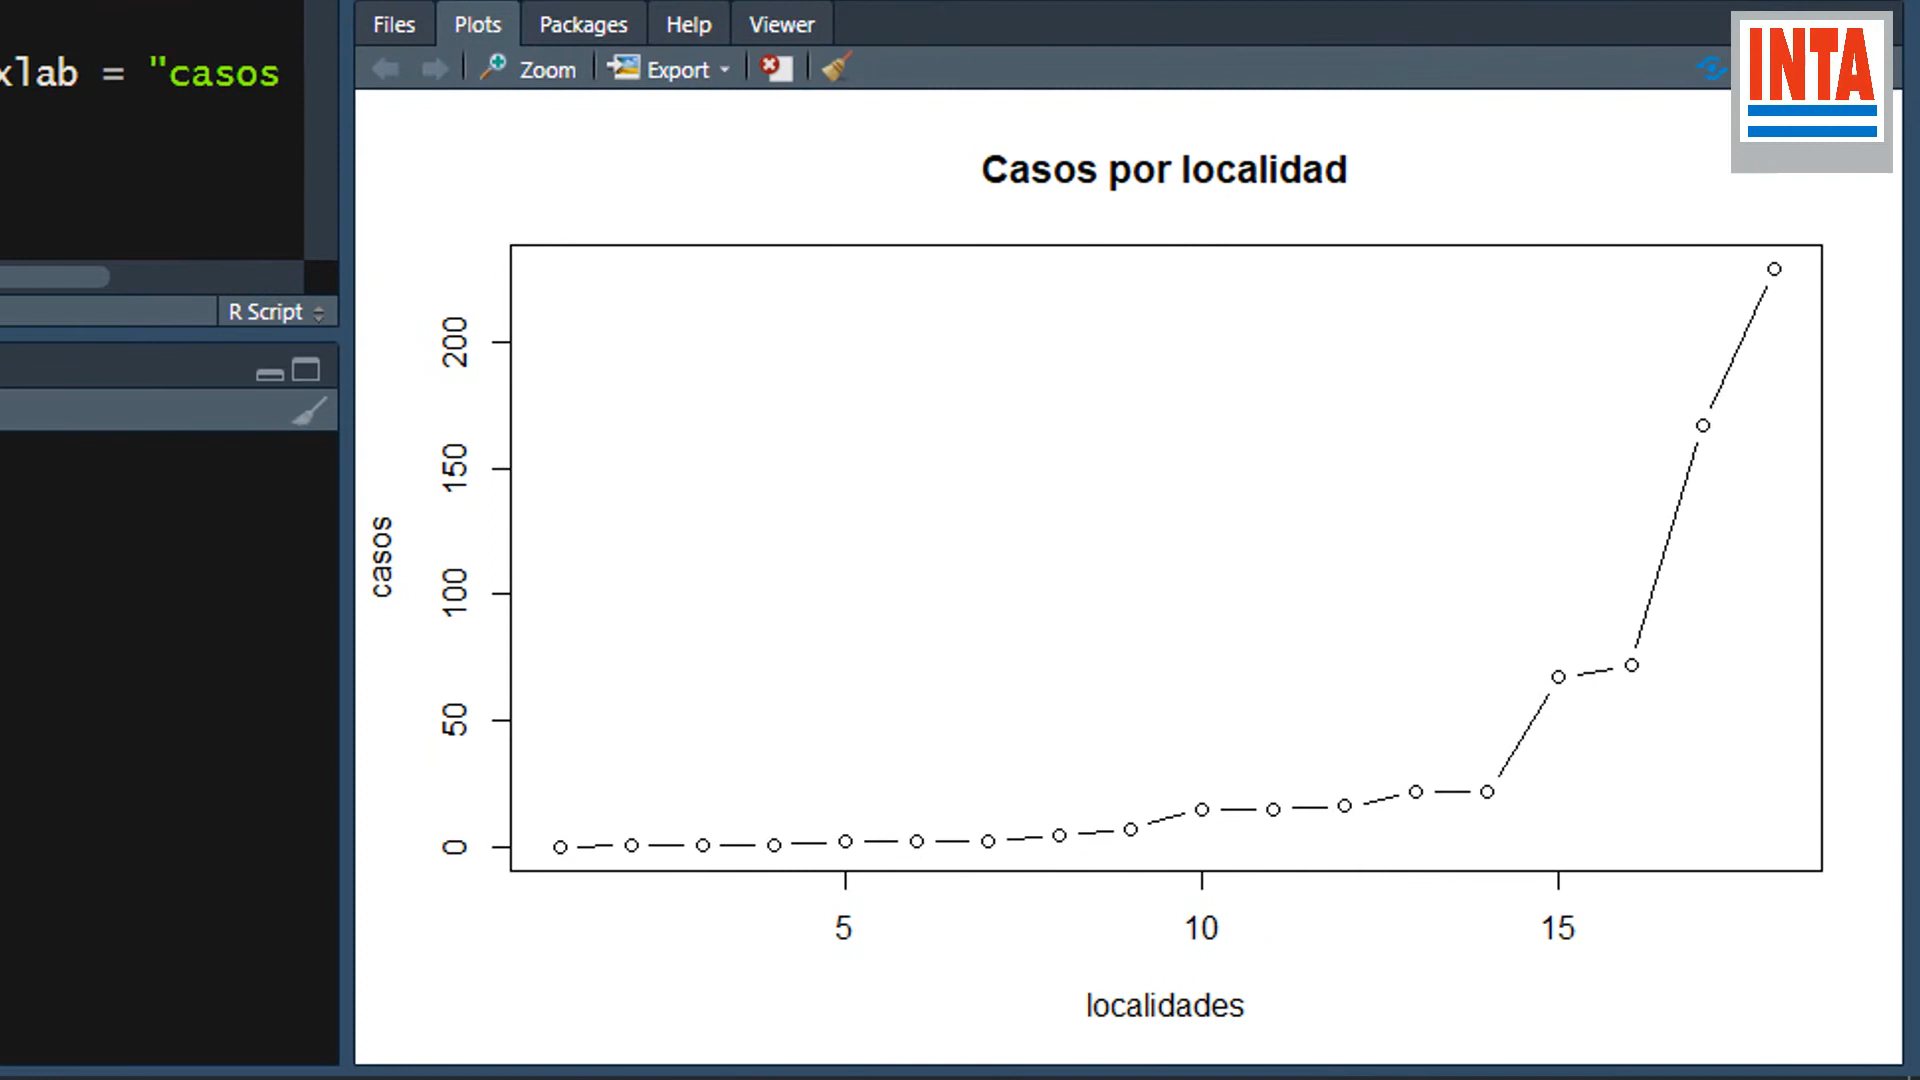 xlab = "casos
R Script
Files Plots Packages Help Viewer
Zoom Export
INTA
Casos por localidad
casos
200
150
100
50
0
5 10 15
localidades